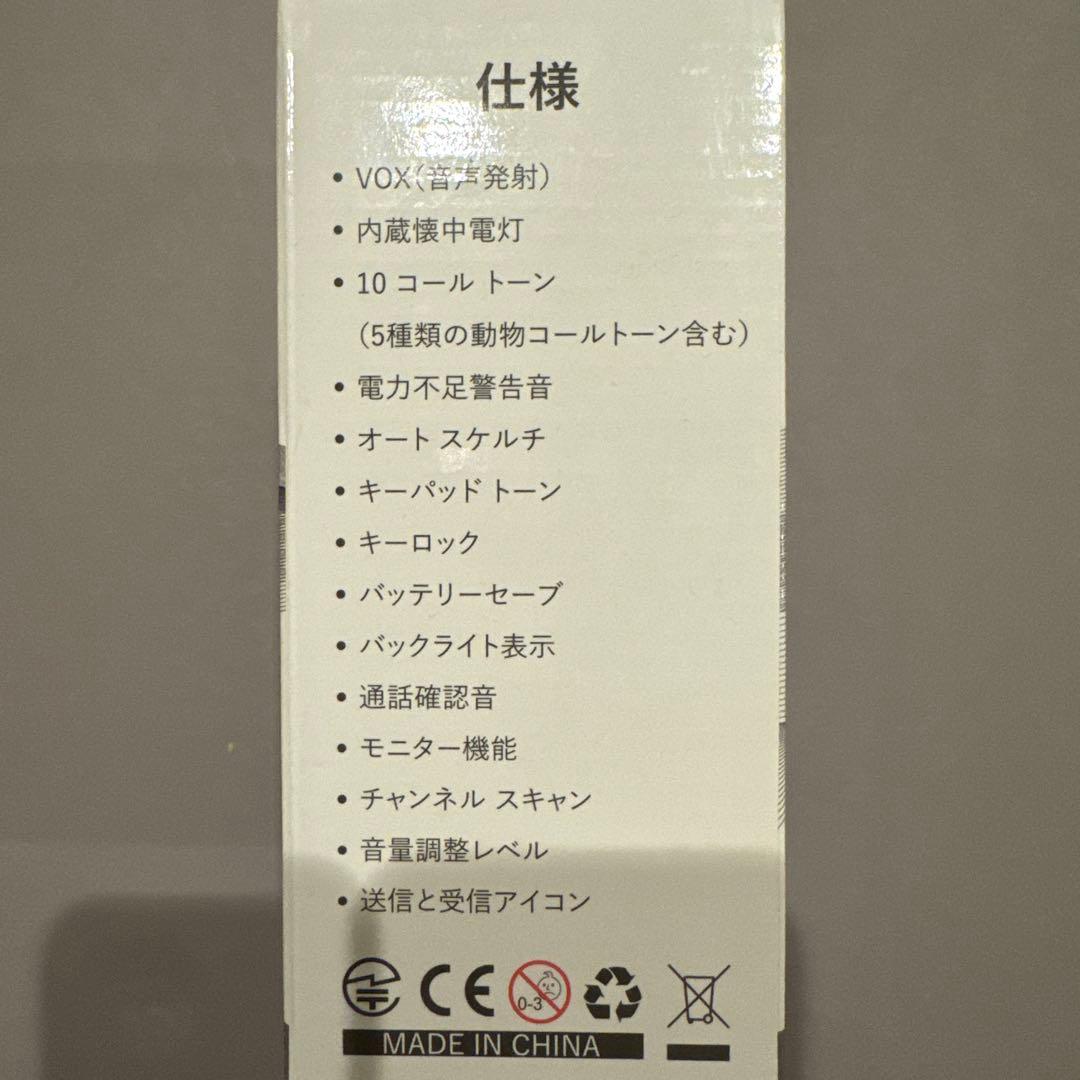 仕様
• VOX（音声発射）
• 内蔵懐中電灯
• 10 コール トーン
（5種類の動物コールトーン含む）
• 電力不足警告音
• オート スケルチ
• キーパッド トーン
• キーロック
• バッテリーセーブ
• バックライト表示
• 通話確認音
• モニター機能
• チャンネル スキャン
• 音量調整レベル
• 送信と受信アイコン
CE 0-3
MADE IN CHINA